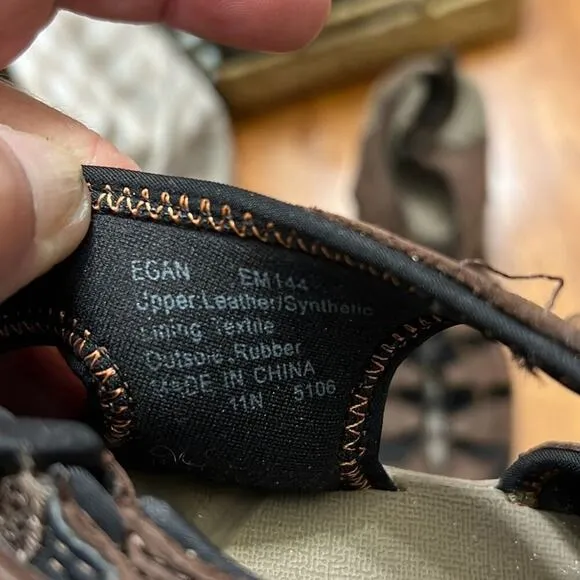 EGAN EM144
Upper:Leather/Synthetic
Lining Textile
Outsole Rubber
MADE IN CHINA
11N 5106